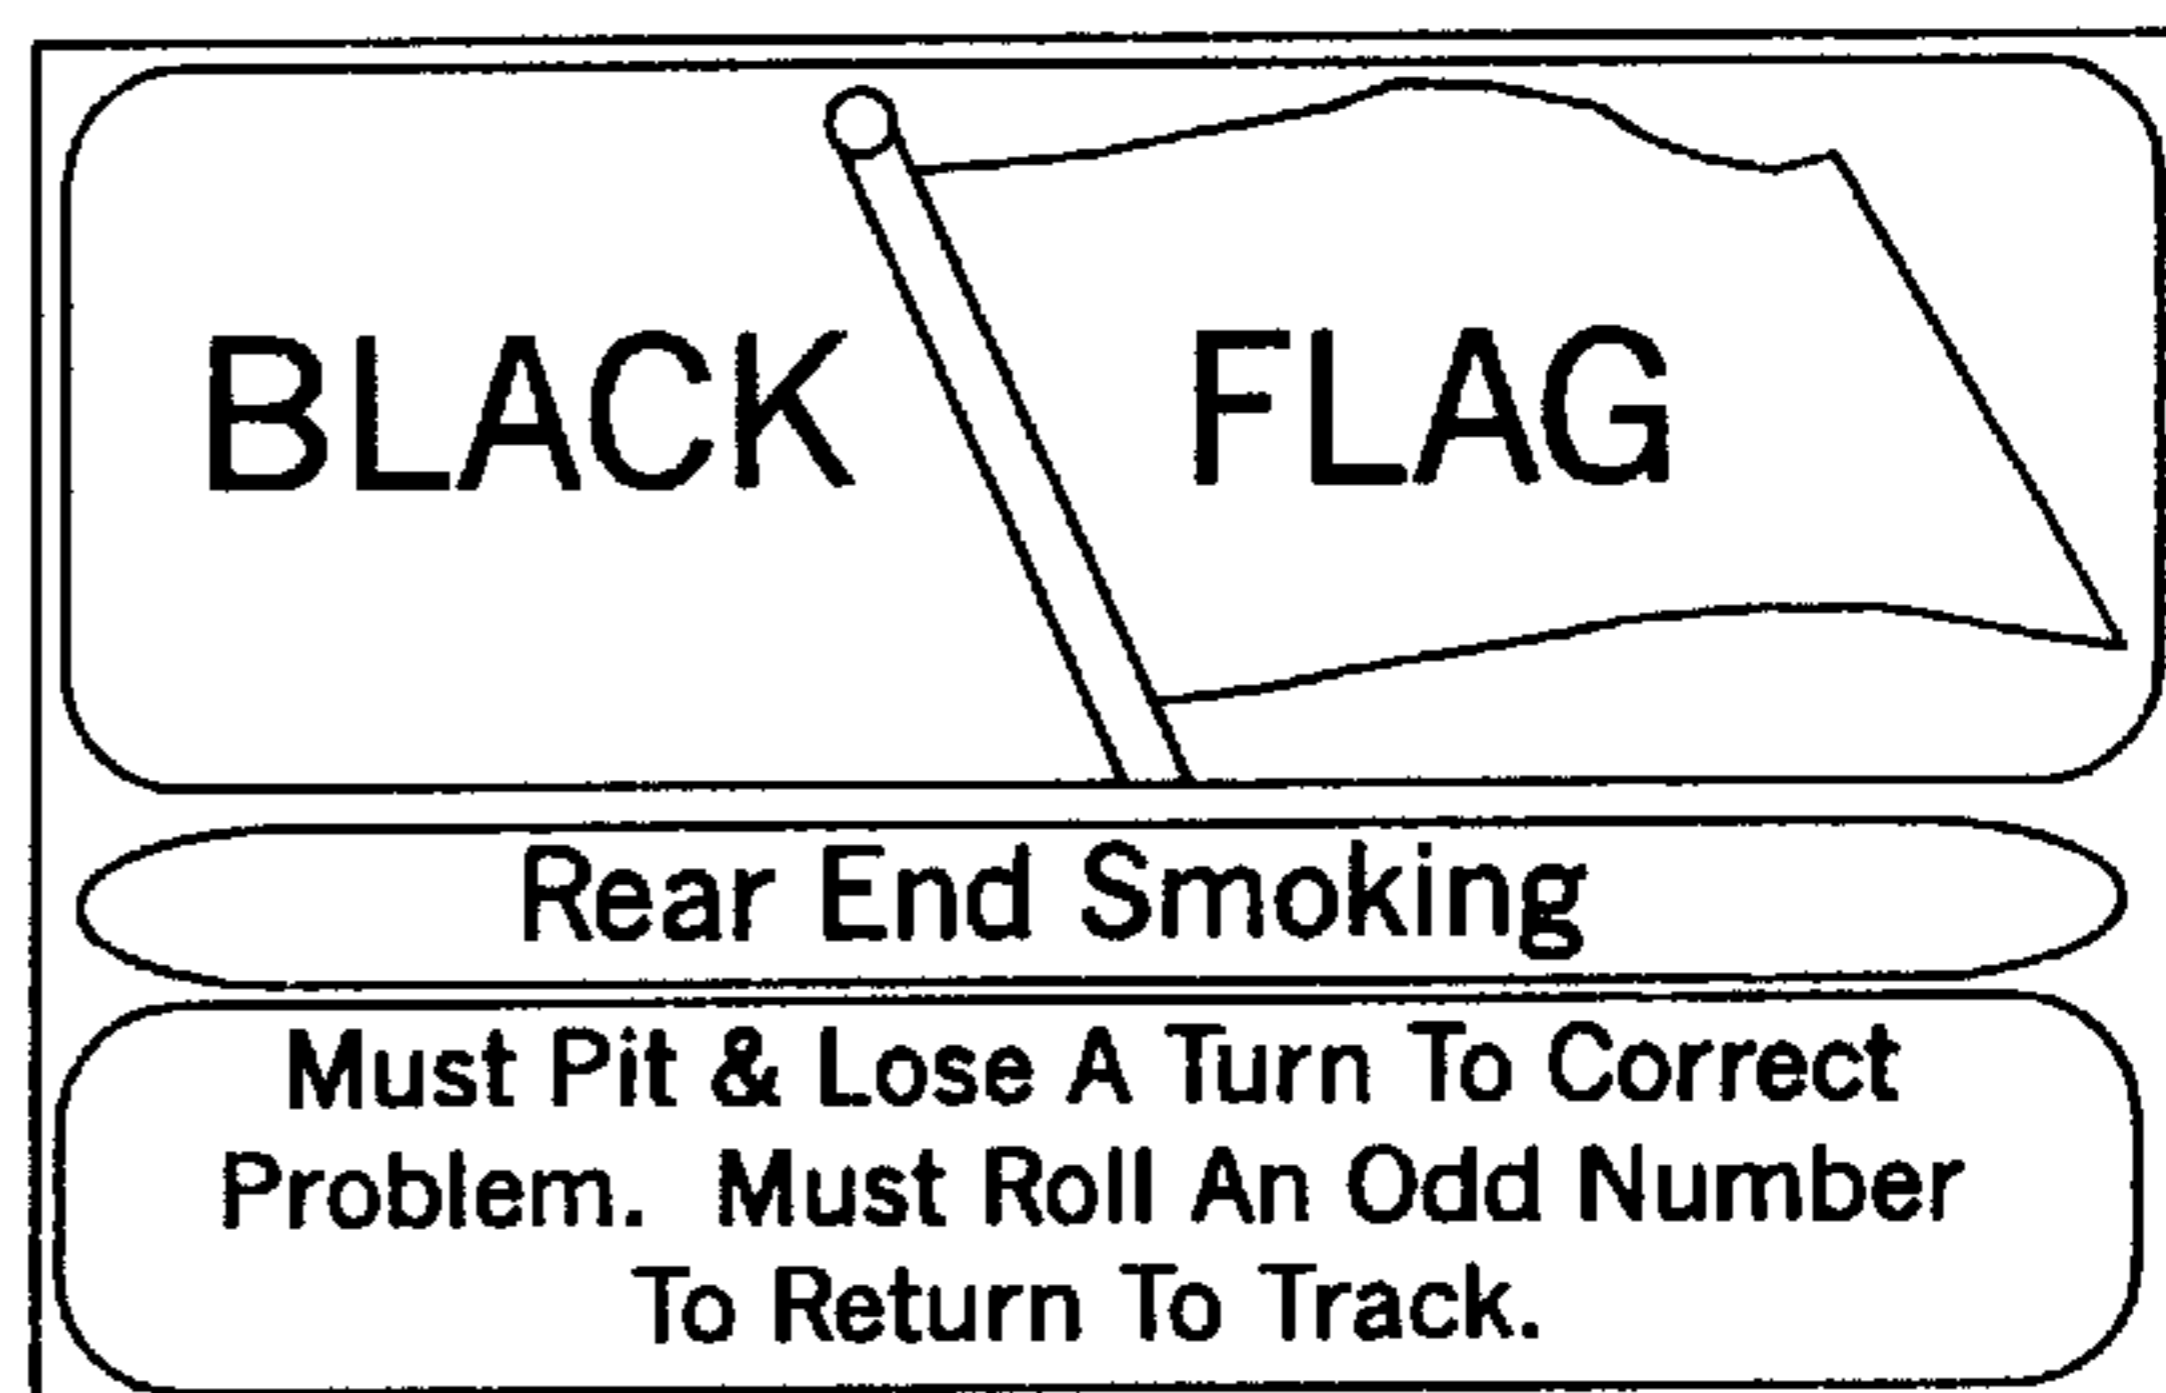 BLACK FLAG
Rear End Smoking
Must Pit & Lose A Turn To Correct
Problem. Must Roll An Odd Number
To Return To Track.